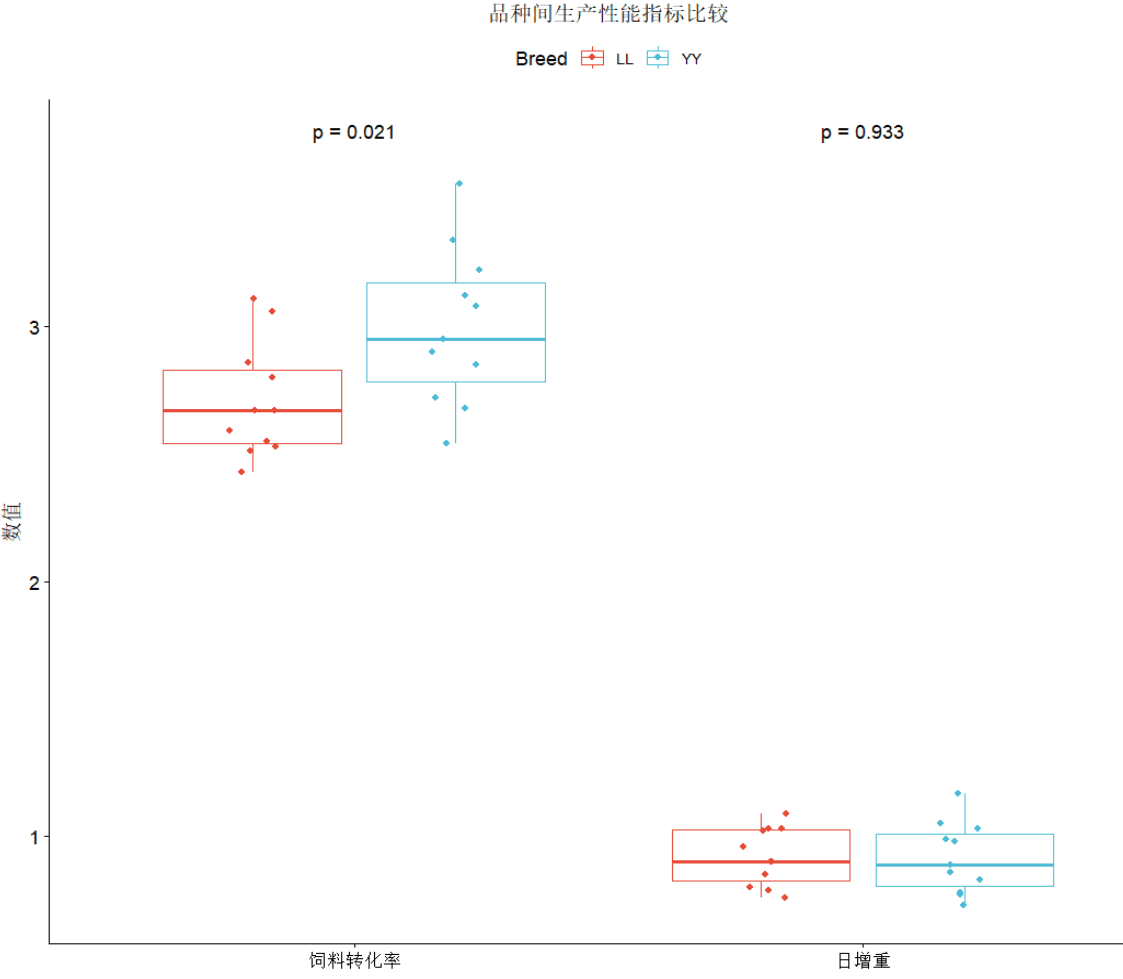 品种间生产性能指标比较
Breed LL YY
p = 0.021
p = 0.933
3
2
1
数值
饲料转化率
日增重